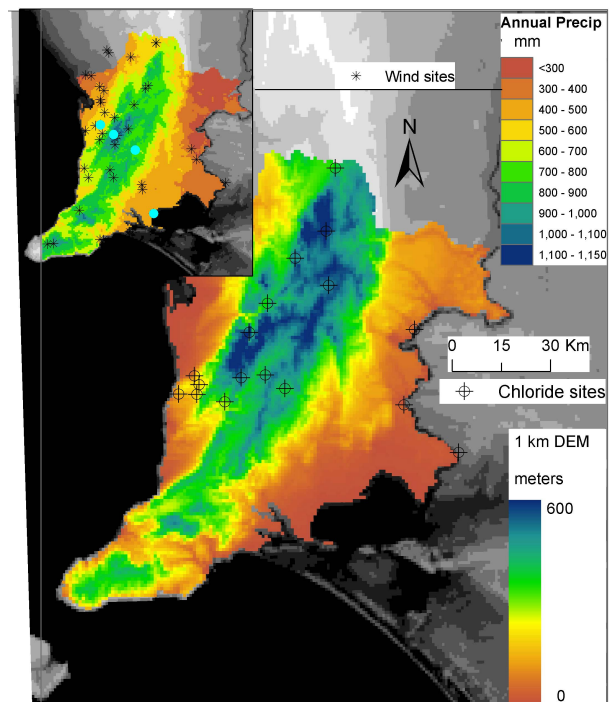 Annual Precip
mm
<300
300 - 400
400 - 500
500 - 600
600 - 700
700 - 800
800 - 900
900 - 1,000
1,000 - 1,100
1,100 - 1,150
Wind sites
N
0 15 30 Km
Chloride sites
1 km DEM
meters
600
0